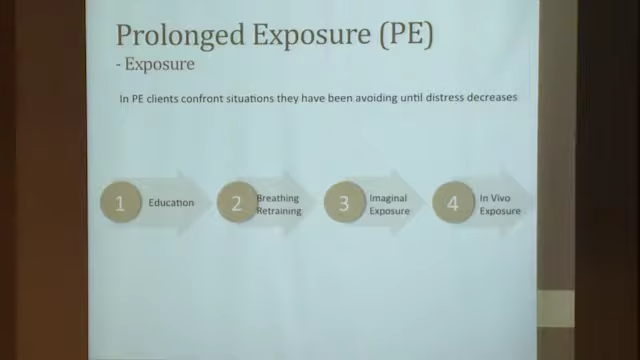 Prolonged Exposure (PE)
- Exposure
In PE clients confront situations they have been avoiding until distress decreases
1 Education
2 Breathing
Retraining
3 Imaginal
Exposure
4 In Vivo
Exposure